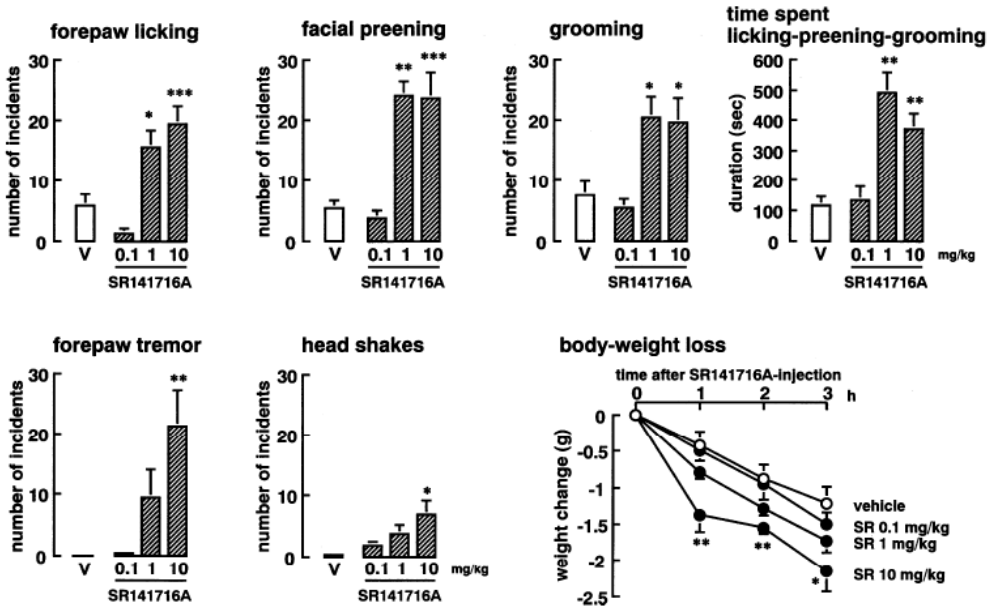 forepaw licking
number of incidents
30
20
10
0
*
***
V
0.1 1 10
SR141716A
facial preening
number of incidents
30
20
10
0
**
***
V
0.1 1 10
SR141716A
grooming
number of incidents
30
20
10
0
*
*
V
0.1 1 10
SR141716A
time spent
licking-preening-grooming
duration (sec)
600
500
400
300
200
100
0
**
**
V
0.1 1 10 mg/kg
SR141716A
forepaw tremor
number of incidents
30
20
10
0
**
V
0.1 1 10
SR141716A
head shakes
number of incidents
30
20
10
0
*
V
0.1 1 10 mg/kg
SR141716A
body-weight loss
time after SR141716A-injection
0 1 2 3 h
weight change (g)
0
-0.5
-1
-1.5
-2
-2.5
**
**
*
vehicle
SR 0.1 mg/kg
SR 1 mg/kg
SR 10 mg/kg